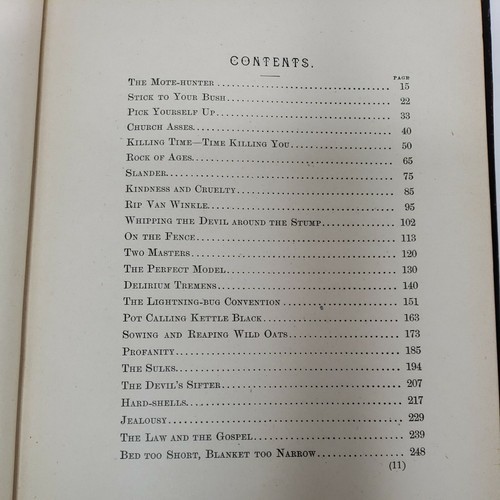 CONTENTS.
PAGE
THE MOTE-HUNTER 15
STICK TO YOUR BUSH 22
PICK YOURSELF UP 33
CHURCH ASSES 40
KILLING TIME—TIME KILLING YOU 50
ROCK OF AGES 65
SLANDER 75
KINDNESS AND CRUELTY 85
RIP VAN WINKLE 95
WHIPPING THE DEVIL AROUND THE STUMP 102
ON THE FENCE 113
TWO MASTERS 120
THE PERFECT MODEL 130
DELIRIUM TREMENS 140
THE LIGHTNING-BUG CONVENTION 151
POT CALLING KETTLE BLACK 163
SOWING AND REAPING WILD OATS 173
PROFANITY 185
THE SULKS 194
THE DEVIL'S SIFTER 207
HARD-SHELLS 217
JEALOUSY 229
THE LAW AND THE GOSPEL 239
BED TOO SHORT, BLANKET TOO NARROW 248
(11)